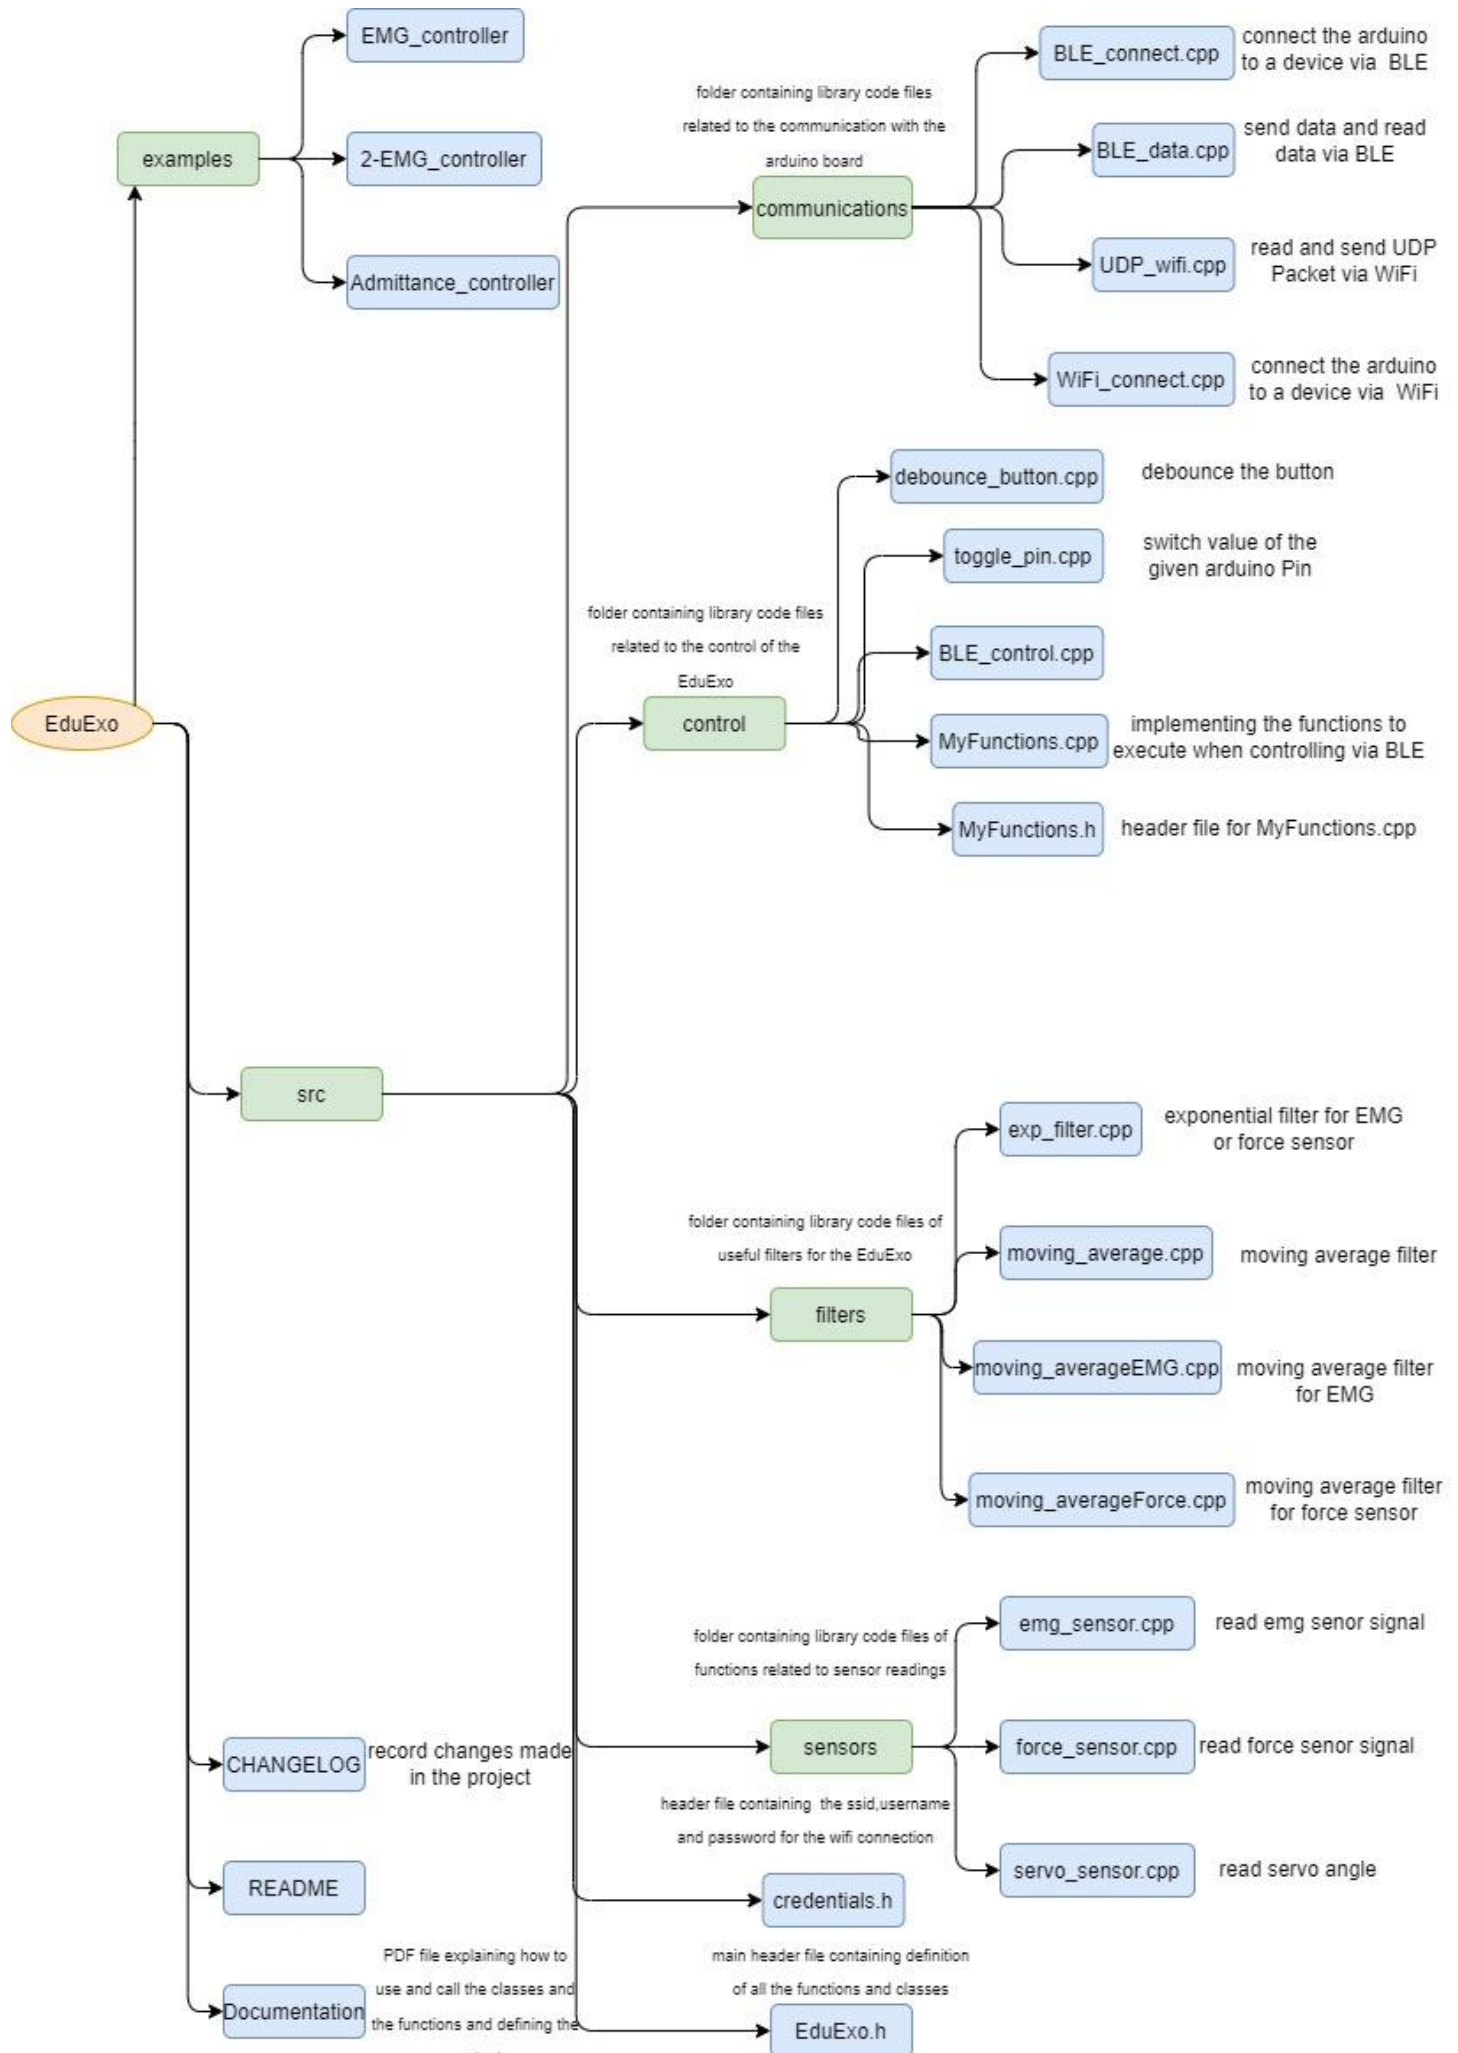 EMG_controller
examples
2-EMG_controller
Admittance_controller
folder containing library code files
related to the communication with the
arduino board
communications
BLE_connect.cpp
connect the arduino
to a device via BLE
BLE_data.cpp
send data and read
data via BLE
UDP_wifi.cpp
read and send UDP
Packet via WiFi
WiFi_connect.cpp
connect the arduino
to a device via WiFi
EduExo
folder containing library code files
related to the control of the
EduExo
control
debounce_button.cpp
debounce the button
toggle_pin.cpp
switch value of the
given arduino Pin
BLE_control.cpp
MyFunctions.cpp
implementing the functions to
execute when controlling via BLE
MyFunctions.h
header file for MyFunctions.cpp
src
folder containing library code files of
useful filters for the EduExo
filters
exp_filter.cpp
exponential filter for EMG
or force sensor
moving_average.cpp
moving average filter
moving_averageEMG.cpp
moving average filter
for EMG
moving_averageForce.cpp
moving average filter
for force sensor
folder containing library code files of
functions related to sensor readings
sensors
emg_sensor.cpp
read emg senor signal
force_sensor.cpp
read force senor signal
servo_sensor.cpp
read servo angle
CHANGELOG
record changes made
in the project
header file containing the ssid,username
and password for the wifi connection
credentials.h
README
main header file containing definition
of all the functions and classes
EduExo.h
Documentation
PDF file explaining how to
use and call the classes and
the functions and defining the